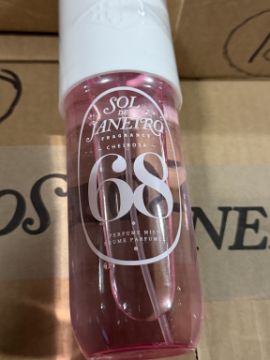 SOL
DE
JANEIRO
FRAGRANCE
CHEIROSA
68
PERFUME MIST
BRUME PARFUMÉE